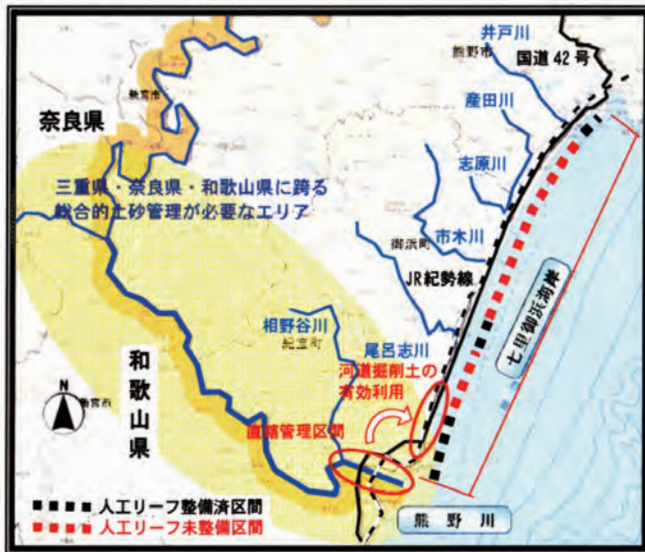 井戸川
熊野市
国道42号
新宮市
産田川
奈良県
志原川
三重県・奈良県・和歌山県に跨る
総合的土砂管理が必要なエリア
市木川
御浜町
JR紀勢線
七里御浜海岸
相野谷川
紀宝町
尾呂志川
和歌山県
河道掘削土の
有効利用
N
新宮市
直轄管理区間
人工リーフ整備済区間
人工リーフ未整備区間
熊野川